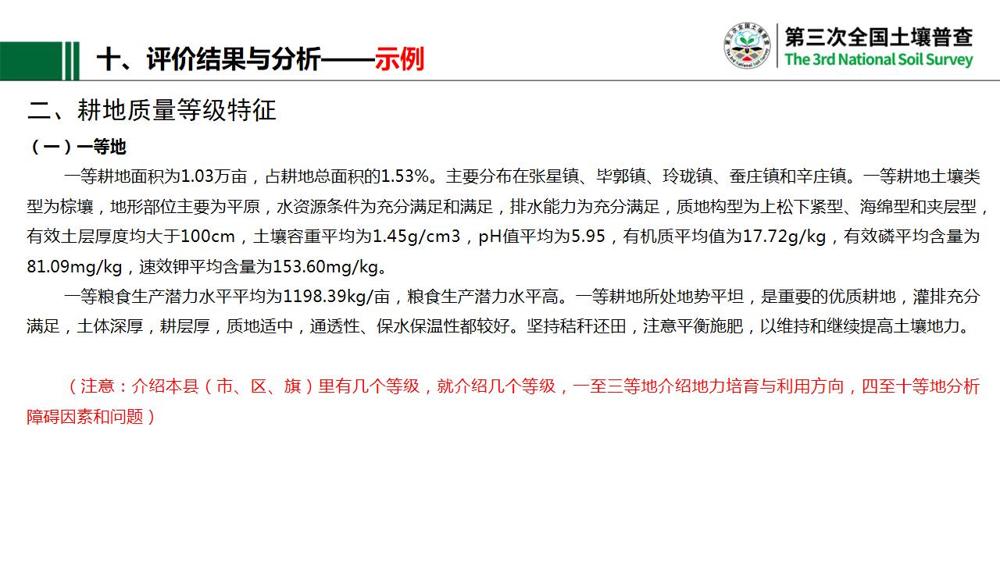 十、评价结果与分析——示例
第三次全国土壤普查
The 3rd National Soil Survey
二、耕地质量等级特征
（一）一等地
一等耕地面积为1.03万亩，占耕地总面积的1.53%。主要分布在张星镇、毕郭镇、玲珑镇、蚕庄镇和辛庄镇。一等耕地土壤类
型为棕壤，地形部位主要为平原，水资源条件为充分满足和满足，排水能力为充分满足，质地构型为上松下紧型、海绵型和夹层型，
有效土层厚度均大于100cm，土壤容重平均为1.45g/cm3，pH值平均为5.95，有机质平均值为17.72g/kg，有效磷平均含量为
81.09mg/kg，速效钾平均含量为153.60mg/kg。
一等粮食生产潜力水平平均为1198.39kg/亩，粮食生产潜力水平高。一等耕地所处地势平坦，是重要的优质耕地，灌排充分
满足，土体深厚，耕层厚，质地适中，通透性、保水保温性都较好。坚持秸秆还田，注意平衡施肥，以维持和继续提高土壤地力。
（注意：介绍本县（市、区、旗）里有几个等级，就介绍几个等级，一至三等地介绍地力培育与利用方向，四至十等地分析
障碍因素和问题）